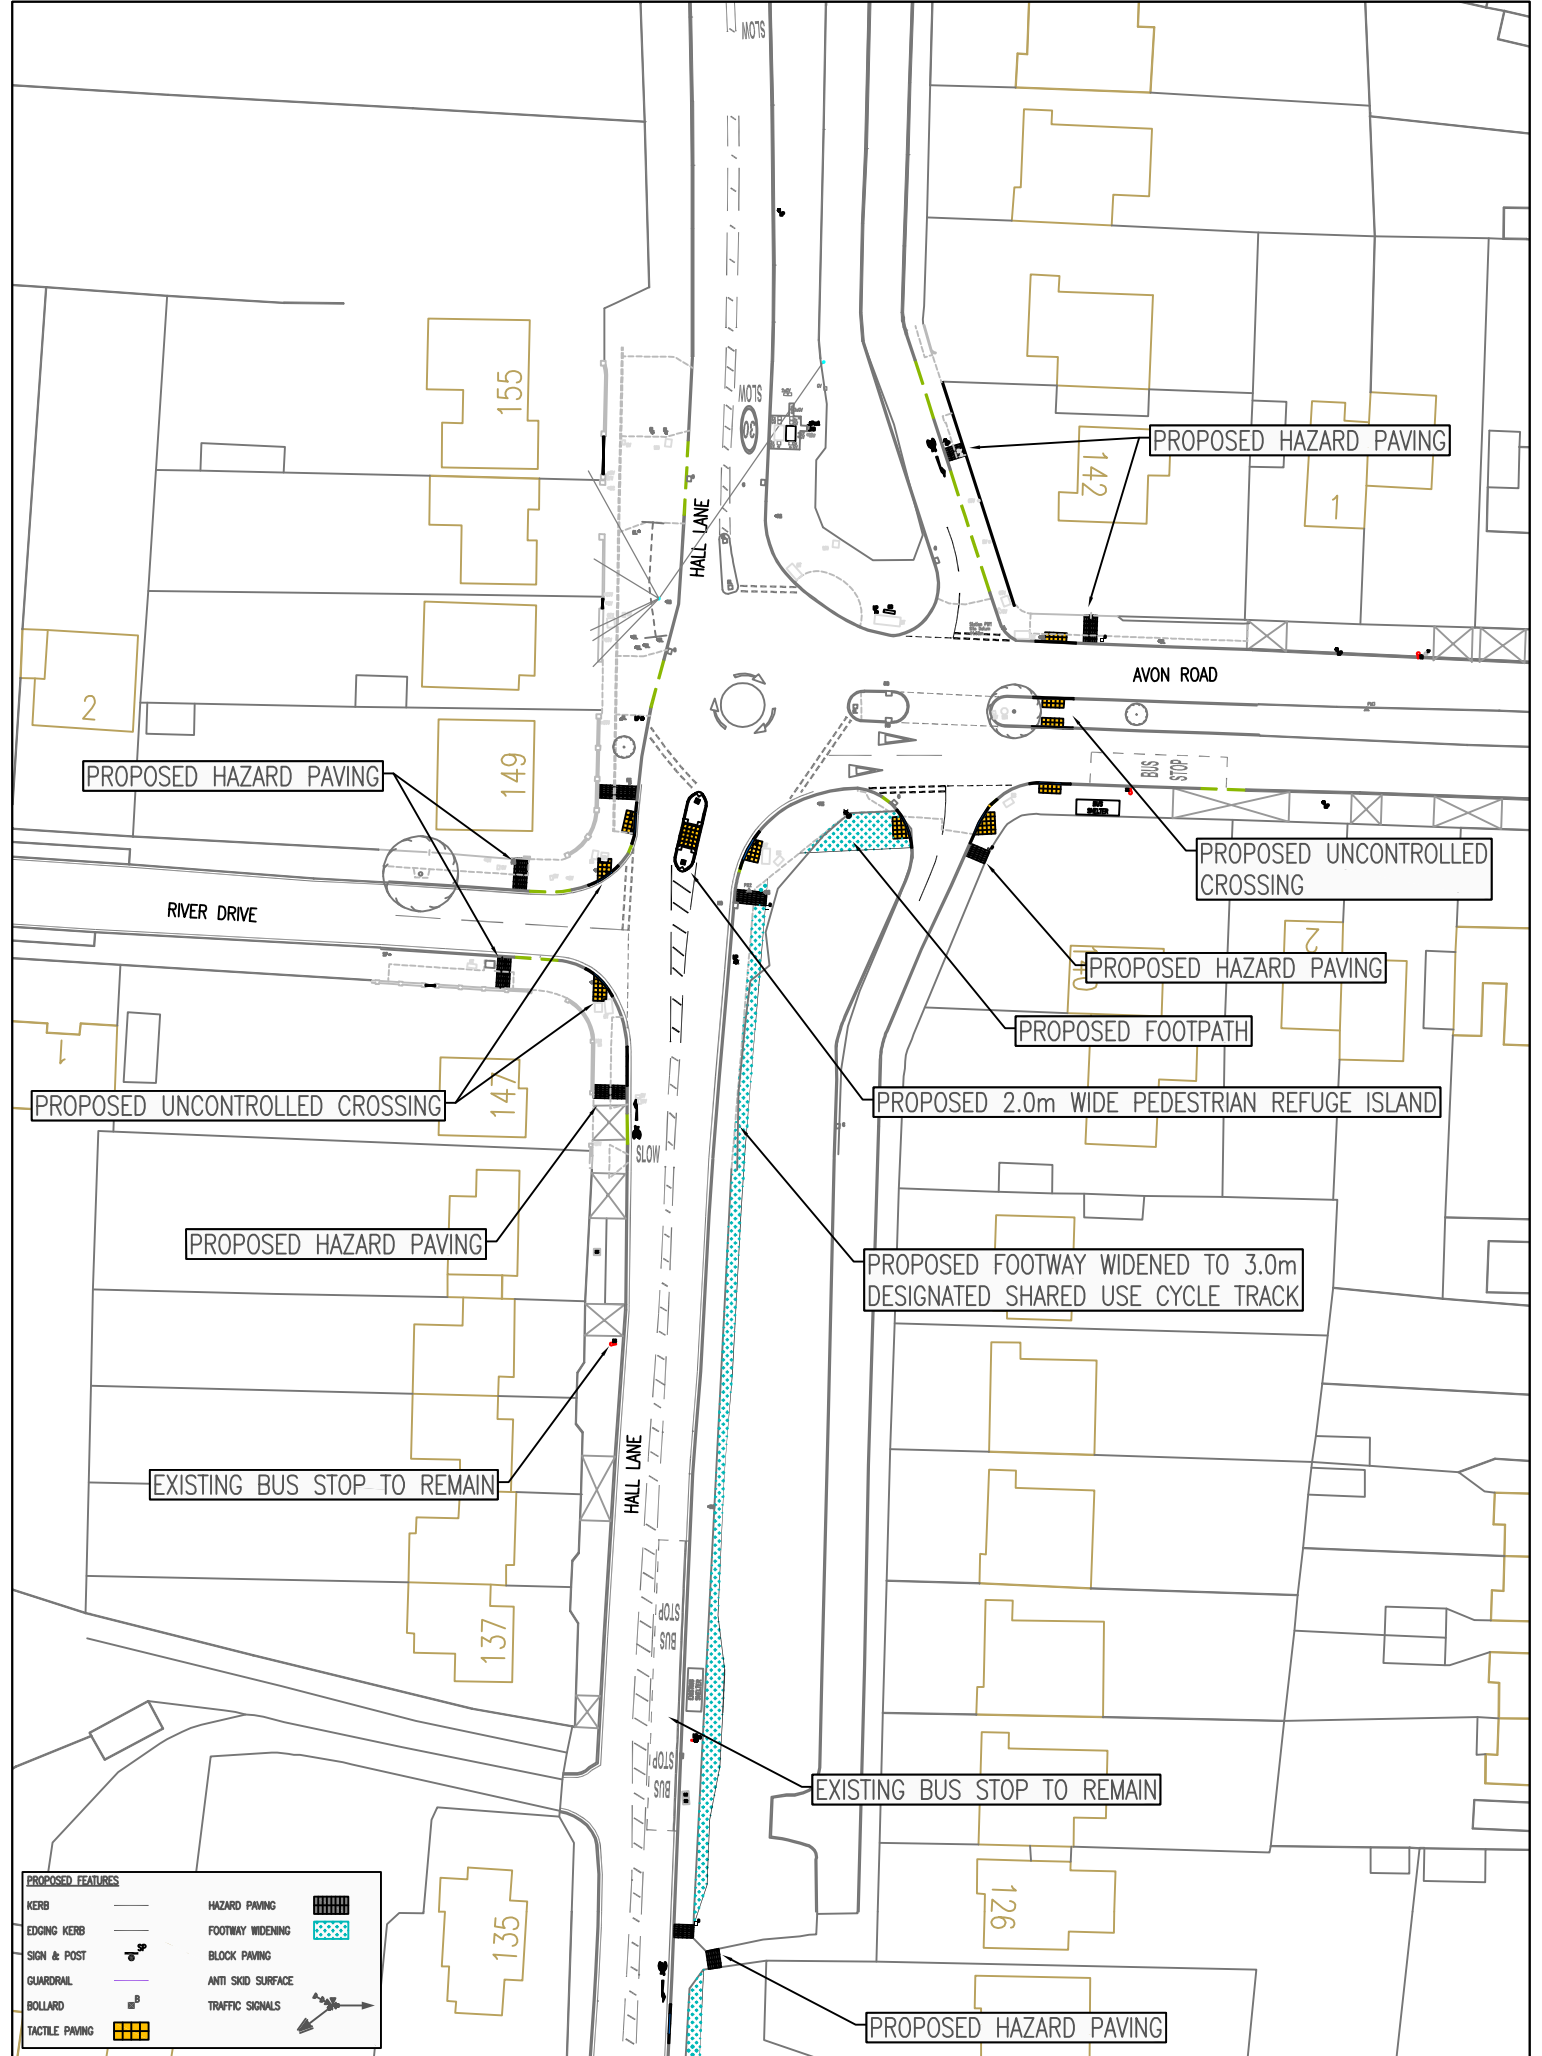 SLOW
155
SLOW
30
HALL LANE
PROPOSED HAZARD PAVING
142
1
AVON ROAD
2
149
PROPOSED HAZARD PAVING
BUS
STOP
BUS
SHELTER
PROPOSED UNCONTROLLED
CROSSING
RIVER DRIVE
2
140
PROPOSED HAZARD PAVING
PROPOSED FOOTPATH
1
147
PROPOSED UNCONTROLLED CROSSING
PROPOSED 2.0m WIDE PEDESTRIAN REFUGE ISLAND
SLOW
PROPOSED HAZARD PAVING
PROPOSED FOOTWAY WIDENED TO 3.0m
DESIGNATED SHARED USE CYCLE TRACK
HALL LANE
EXISTING BUS STOP TO REMAIN
137
BUS
STOP
BUS
STOP
EXISTING BUS STOP TO REMAIN
135
126
PROPOSED HAZARD PAVING
PROPOSED FEATURES
KERB
HAZARD PAVING
EDGING KERB
FOOTWAY WIDENING
SIGN & POST
SP
BLOCK PAVING
GUARDRAIL
ANTI SKID SURFACE
BOLLARD
B
TRAFFIC SIGNALS
TACTILE PAVING